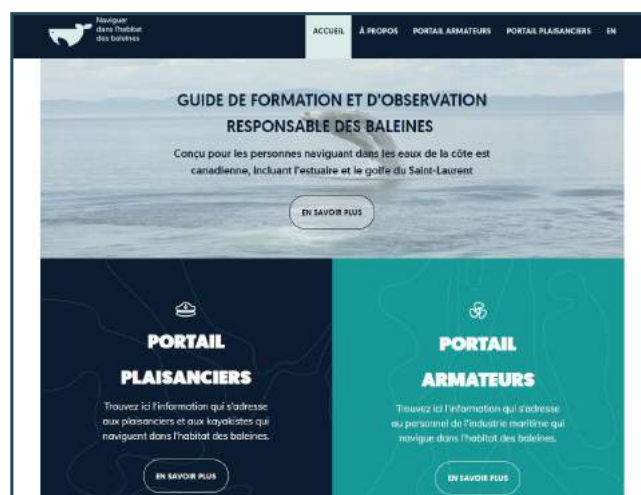 Naviguer
dans l'habitat
des baleines
ACCUEIL À PROPOS PORTAIL ARMATEURS PORTAIL PLAISANCIERS EN
GUIDE DE FORMATION ET D'OBSERVATION
RESPONSABLE DES BALEINES
Conçu pour les personnes naviguant dans les eaux de la côte est
canadienne, incluant l'estuaire et le golfe du Saint-Laurent
EN SAVOIR PLUS
PORTAIL
PLAISANCIERS
Trouvez ici l'information qui s'adresse
aux plaisanciers et aux kayakistes qui
naviguent dans l'habitat des baleines.
EN SAVOIR PLUS
PORTAIL
ARMATEURS
Trouvez ici l'information qui s'adresse
au personnel de l'industrie maritime qui
navigue dans l'habitat des baleines.
EN SAVOIR PLUS